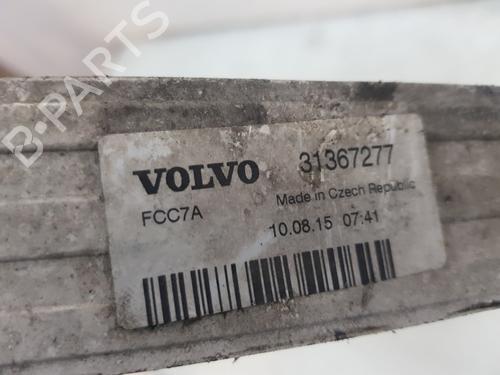 B-PARTS
VOLVO 31367277
FCC7A Made in Czech Republic
10.08.15 07:41